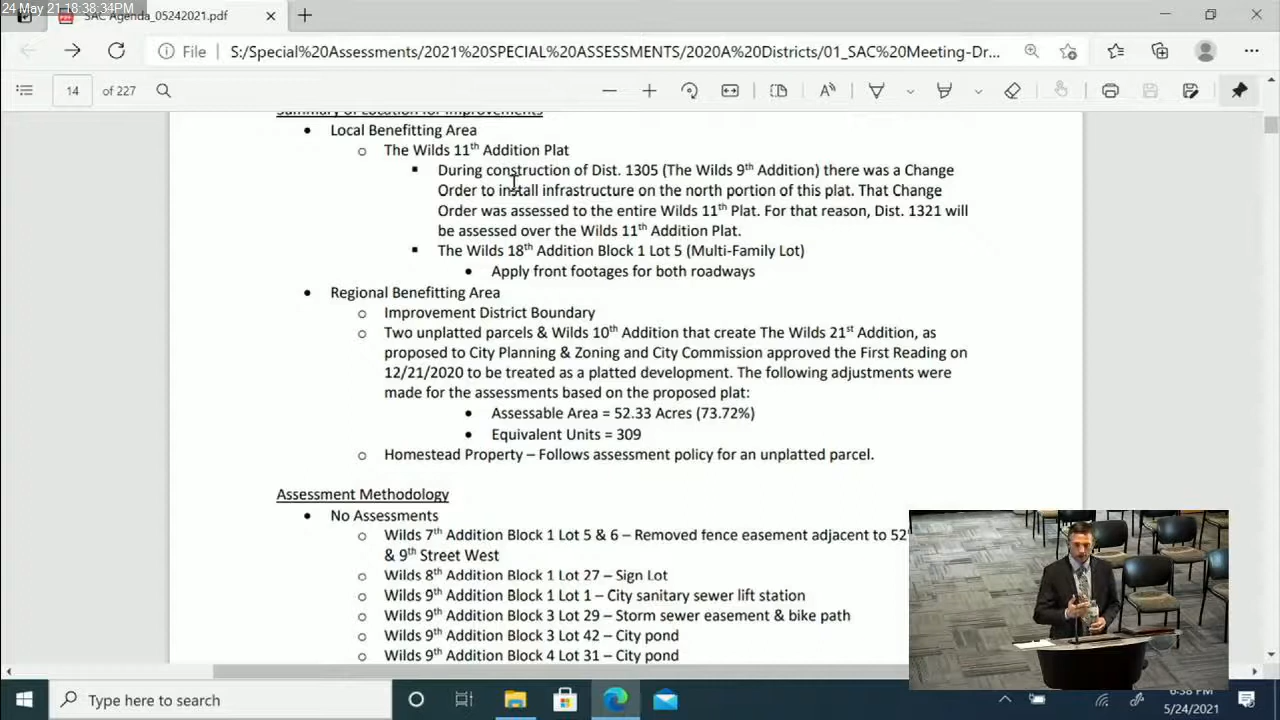 24 May 21 18:38:34PM
SAC Agenda_05242021.pdf
File S:/Special%20Assessments/2021%20SPECIAL%20ASSESSMENTS/2020A%20Districts/01_SAC%20Meeting-Dr...
14 of 227
Summary of Location for Improvements
• Local Benefitting Area
o The Wilds 11th Addition Plat
▪ During construction of Dist. 1305 (The Wilds 9th Addition) there was a Change
Order to install infrastructure on the north portion of this plat. That Change
Order was assessed to the entire Wilds 11th Plat. For that reason, Dist. 1321 will
be assessed over the Wilds 11th Addition Plat.
▪ The Wilds 18th Addition Block 1 Lot 5 (Multi-Family Lot)
• Apply front footages for both roadways
• Regional Benefitting Area
o Improvement District Boundary
o Two unplatted parcels & Wilds 10th Addition that create The Wilds 21st Addition, as
proposed to City Planning & Zoning and City Commission approved the First Reading on
12/21/2020 to be treated as a platted development. The following adjustments were
made for the assessments based on the proposed plat:
• Assessable Area = 52.33 Acres (73.72%)
• Equivalent Units = 309
o Homestead Property – Follows assessment policy for an unplatted parcel.
Assessment Methodology
• No Assessments
o Wilds 7th Addition Block 1 Lot 5 & 6 – Removed fence easement adjacent to 52
& 9th Street West
o Wilds 8th Addition Block 1 Lot 27 – Sign Lot
o Wilds 9th Addition Block 1 Lot 1 – City sanitary sewer lift station
o Wilds 9th Addition Block 3 Lot 29 – Storm sewer easement & bike path
o Wilds 9th Addition Block 3 Lot 42 – City pond
o Wilds 9th Addition Block 4 Lot 31 – City pond
Type here to search
6:38 PM
5/24/2021